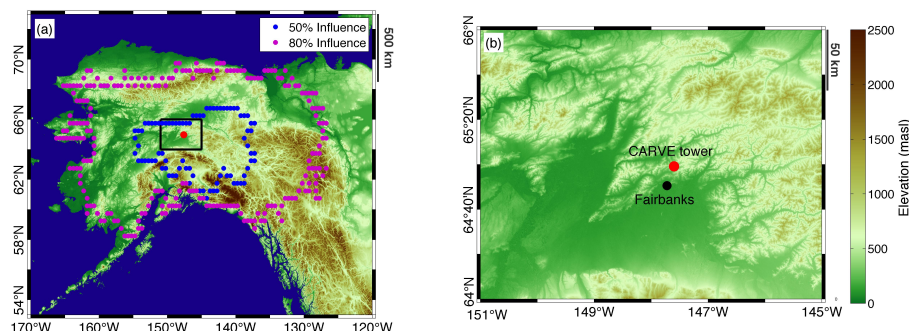 (a)
50% Influence
80% Influence
500 km
70°N
66°N
62°N
58°N
54°N
170°W
160°W
150°W
140°W
130°W
120°W
(b)
50 km
66°N
65°20'N
64°40'N
64°N
CARVE tower
Fairbanks
151°W
149°W
147°W
145°W
2500
2000
1500
1000
500
0
Elevation (masl)